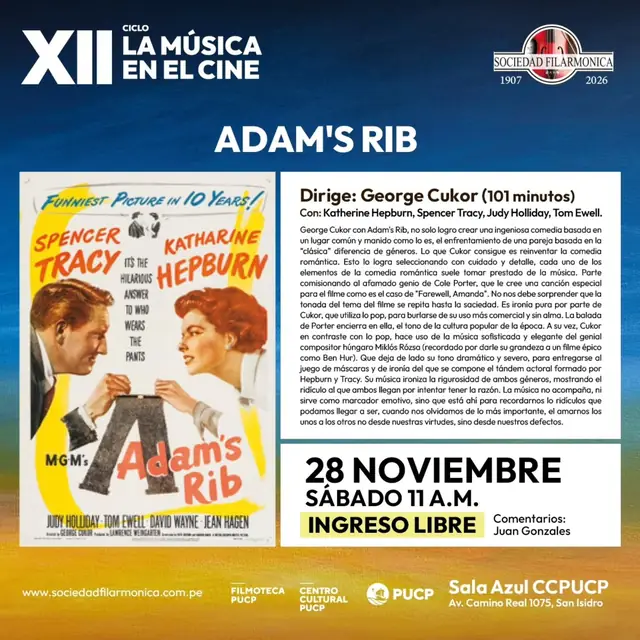 XII
CICLO
LA MÚSICA
EN EL CINE
SOCIEDAD FILARMONICA
1907 2026
ADAM'S RIB
FUNNIEST PICTURE IN 10 YEARS!
SPENCER
TRACY
KATHARINE
HEPBURN
IT'S THE
HILARIOUS
ANSWER
TO WHO
WEARS
THE
PANTS
MGM's
Adam's
Rib
JUDY HOLLIDAY · TOM EWELL · DAVID WAYNE · JEAN HAGEN
Dirige: George Cukor (101 minutos)
Con: Katherine Hepburn, Spencer Tracy, Judy Holliday, Tom Ewell.
George Cukor con Adam's Rib, no solo logro crear una ingeniosa comedia basada en
un lugar común y manido como lo es, el enfrentamiento de una pareja basada en la
"clásica" diferencia de géneros. Lo que Cukor consigue es reinventar la comedia
romántica. Esto lo logra seleccionando con cuidado y detalle, cada uno de los
elementos de la comedia romántica suele tomar prestado de la música. Parte
comisionando al afamado genio de Cole Porter, que le cree una canción especial
para el filme como es el caso de "Farewell, Amanda". No nos debe sorprender que la
tonada del tema del filme se repita hasta la sociedad. Es ironía pura por parte de
Cukor, que utiliza lo pop, para burlarse de su uso más comercial y sin alma. La balada
de Porter encierra en ella, el tono de la cultura popular de la época. A su vez, Cukor
en contraste con lo pop, hace uso de la música sofisticada y elegante del genial
compositor húngaro Miklós Rózsa (recordado por darle su grandeza a un filme épico
como Ben Hur). Que deja de lado su tono dramático y severo, para entregarse al
juego de máscaras y de ironía del que se compone el tándem actoral formado por
Hepburn y Tracy. Su música ironiza la rigurosidad de ambos géneros, mostrando el
ridículo al que ambos llegan por intentar tener la razón. La música no acompaña, ni
sirve como marcador emotivo, sino que está ahí para recordarnos lo ridículos que
podamos llegar a ser, cuando nos olvidamos de lo más importante, el amarnos los
unos a los otros no desde nuestras virtudes, sino desde nuestros defectos.
28 NOVIEMBRE
SÁBADO 11 A.M.
INGRESO LIBRE
Comentarios:
Juan Gonzales
www.sociedadfilarmonica.com.pe
FILMOTECA
PUCP
CENTRO
CULTURAL
PUCP
PUCP
Sala Azul CCPUCP
Av. Camino Real 1075, San Isidro